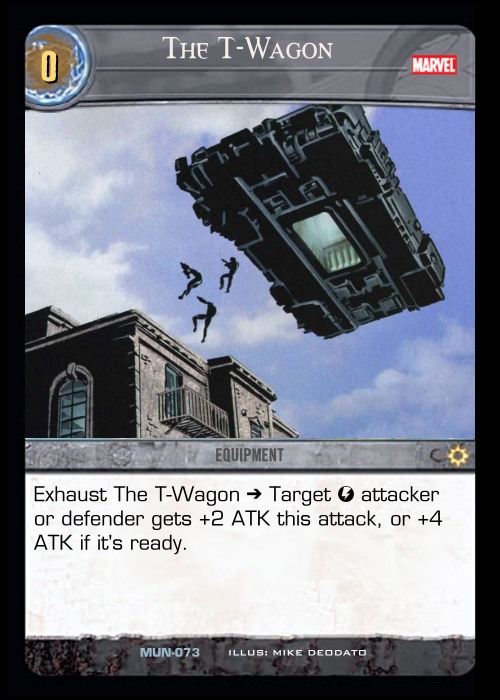 0
THE T-WAGON
MARVEL
EQUIPMENT
C
Exhaust The T-Wagon ➔ Target attacker
or defender gets +2 ATK this attack, or +4
ATK if it's ready.
MUN-073 ILLUS: MIKE DEODATO